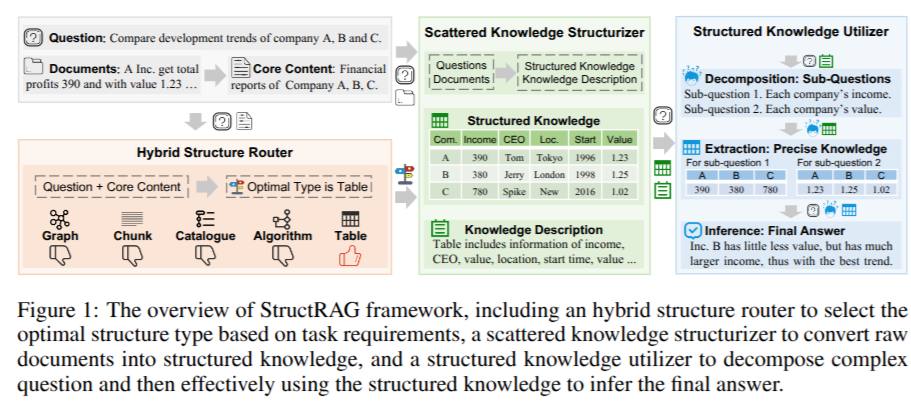 Question: Compare development trends of company A, B and C.
Documents: A Inc. get total
profits 390 and with value 1.23 …
Core Content: Financial
reports of Company A, B, C.
Hybrid Structure Router
Question + Core Content
Optimal Type is Table
Graph Chunk Catalogue Algorithm Table
Scattered Knowledge Structurizer
Questions
Documents
Structured Knowledge
Knowledge Description
Structured Knowledge
Com. Income CEO Loc. Start Value
A 390 Tom Tokyo 1996 1.23
B 380 Jerry London 1998 1.25
C 780 Spike New 2016 1.02
Knowledge Description
Table includes information of income,
CEO, value, location, start time, value ...
Structured Knowledge Utilizer
Decomposition: Sub-Questions
Sub-question 1. Each company's income.
Sub-question 2. Each company's value.
Extraction: Precise Knowledge
For sub-question 1 For sub-question 2
A B C A B C
390 380 780 1.23 1.25 1.02
Inference: Final Answer
Inc. B has little less value, but has much
larger income, thus with the best trend.
Figure 1: The overview of StructRAG framework, including an hybrid structure router to select the
optimal structure type based on task requirements, a scattered knowledge structurizer to convert raw
documents into structured knowledge, and a structured knowledge utilizer to decompose complex
question and then effectively using the structured knowledge to infer the final answer.